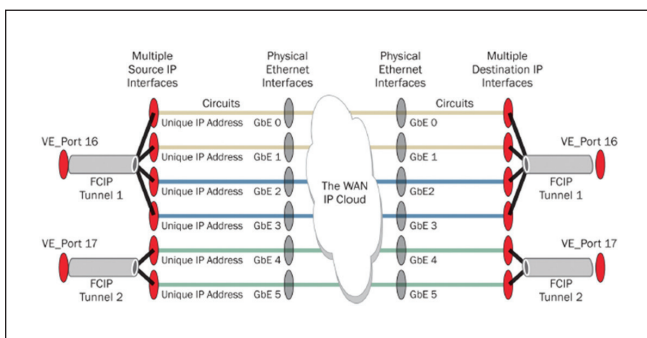 Multiple
Source IP
Interfaces
Physical
Ethernet
Interfaces
Physical
Ethernet
Interfaces
Multiple
Destination IP
Interfaces
Circuits
Circuits
Unique IP Address GbE 0
GbE 0
VE_Port 16
VE_Port 16
Unique IP Address GbE 1
GbE 1
FCIP
Tunnel 1
Unique IP Address GbE 2
The WAN
IP Cloud
GbE2
FCIP
Tunnel 1
Unique IP Address GbE 3
GbE 3
VE_Port 17
VE_Port 17
Unique IP Address GbE 4
GbE 4
FCIP
Tunnel 2
Unique IP Address GbE 5
GbE 5
FCIP
Tunnel 2